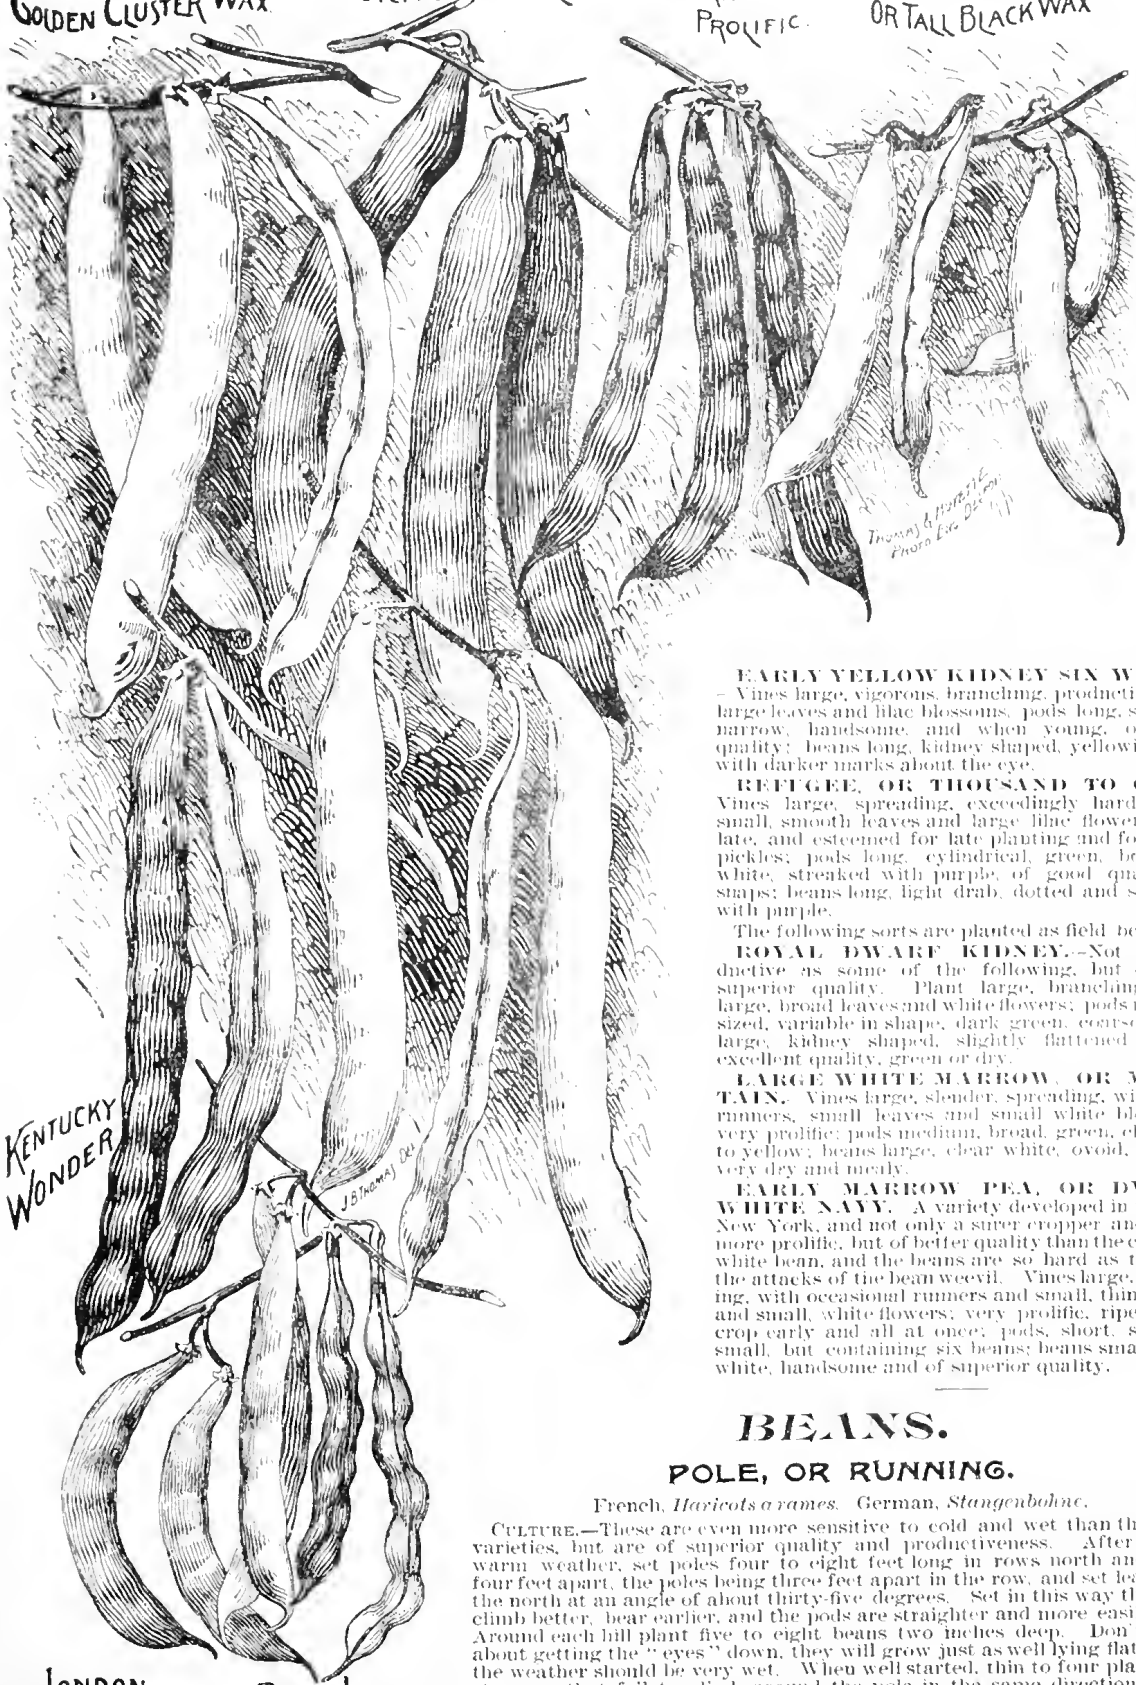 GOLDEN CLUSTER WAX
PROLIFIC.
OR TALL BLACK WAX
THOMAS &
PHOTO ENG.
KENTUCKY
WONDER
J B THOMAS DEL
EARLY YELLOW KIDNEY SIX W
– Vines large, vigorous, branching, producti
large leaves and lilac blossoms, pods long, s
narrow, handsome, and when young, o
quality; beans long, kidney shaped, yellowi
with darker marks about the eye.
REFUGEE, OR THOUSAND TO
Vines large, spreading, exceedingly hard
small, smooth leaves and large lilac flower
late, and esteemed for late planting and fo
pickles; pods long, cylindrical, green, be
white, streaked with purple, of good qua
snaps; beans long, light drab, dotted and s
with purple.
The following sorts are planted as field be
ROYAL DWARF KIDNEY.—Not
ductive as some of the following, but
superior quality. Plant large, branching
large, broad leaves and white flowers; pods
sized, variable in shape, dark green, coarse
large, kidney shaped, slightly flattened
excellent quality, green or dry.
LARGE WHITE MARROW, OR M
TAIN. Vines large, slender, spreading, wi
runners, small leaves and small white bl
very prolific; pods medium, broad, green, ch
to yellow; beans large, clear white, ovoid,
very dry and mealy.
EARLY MARROW PEA, OR DW
WHITE NAVY. A variety developed in
New York, and not only a surer cropper an
more prolific, but of better quality than the c
white bean, and the beans are so hard as t
the attacks of the bean weevil. Vines large,
ing, with occasional runners and small, thin
and small, white flowers; very prolific, ripe
crop early and all at once; pods, short, s
small, but containing six beans; beans sma
white, handsome and of superior quality.
BEANS.
POLE, OR RUNNING.
French, Haricots a rames. German, Stangenbohne.
CULTURE.—These are even more sensitive to cold and wet than th
varieties, but are of superior quality and productiveness. After
warm weather, set poles four to eight feet long in rows north an
four feet apart, the poles being three feet apart in the row, and set lea
the north at an angle of about thirty-five degrees. Set in this way th
climb better, bear earlier, and the pods are straighter and more easi
Around each hill plant five to eight beans two inches deep. Don'
about getting the "eyes" down, they will grow just as well lying flat
the weather should be very wet. When well started, thin to four pla
LONDON